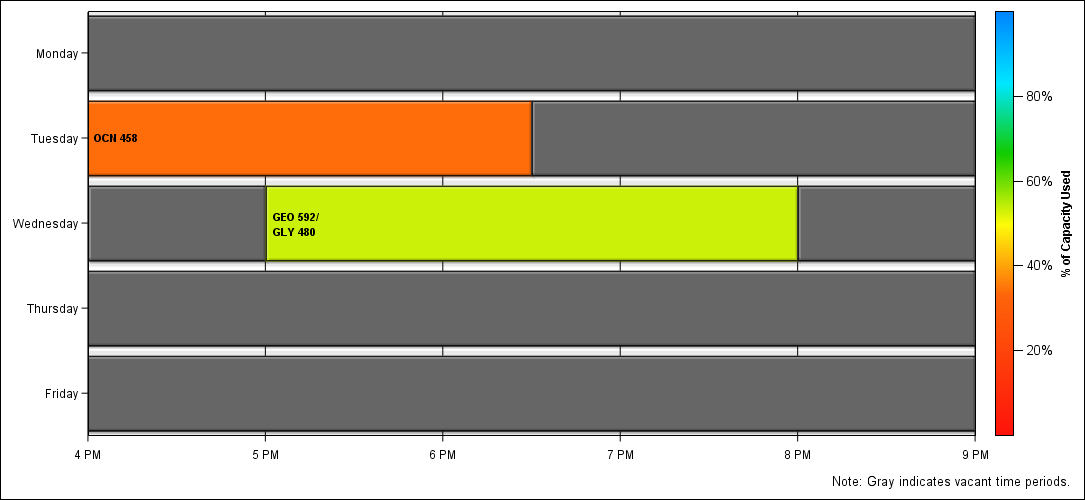 Monday
Tuesday
Wednesday
Thursday
Friday
OCN 458
GEO 592/
GLY 480
4 PM
5 PM
6 PM
7 PM
8 PM
9 PM
80%
60%
40%
20%
% of Capacity Used
Note: Gray indicates vacant time periods.